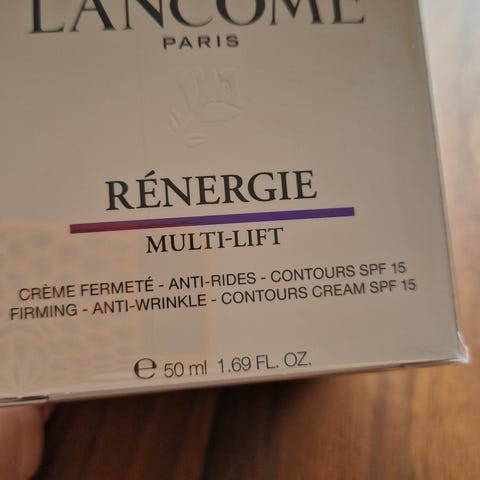 LANCÔME
PARIS
RÉNERGIE
MULTI-LIFT
CRÈME FERMETÉ - ANTI-RIDES - CONTOURS SPF 15
FIRMING - ANTI-WRINKLE - CONTOURS CREAM SPF 15
℮ 50 ml 1.69 FL. OZ.